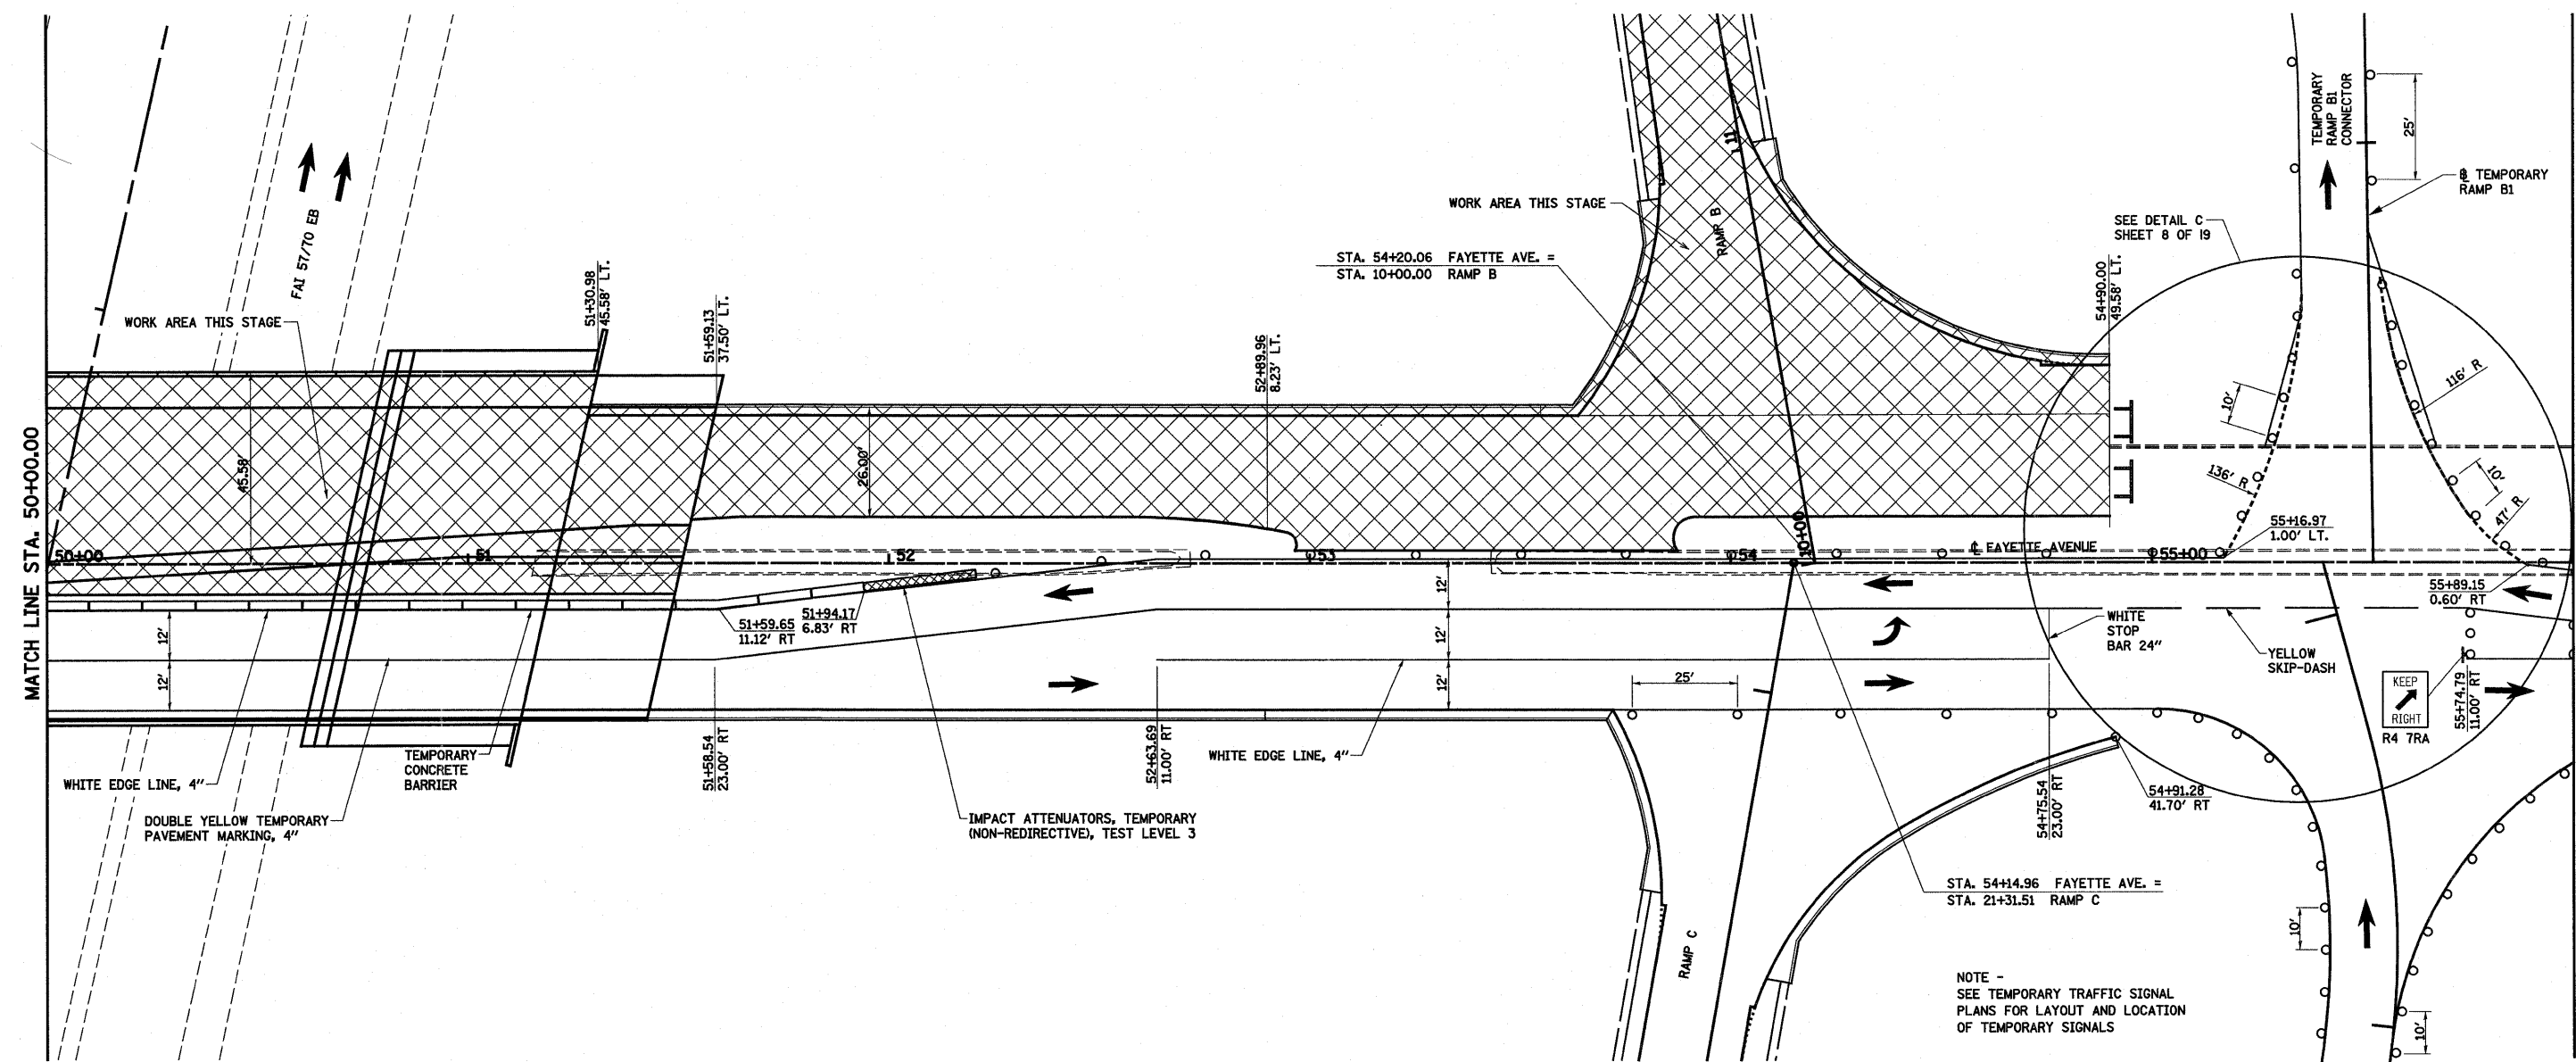 MATCH LINE STA. 50+00.00
FAI 57/70 EB
WORK AREA THIS STAGE
51+30.98
45.58' LT.
51+59.13
37.50' LT.
52+89.96
8.23' LT.
WORK AREA THIS STAGE
STA. 54+20.06 FAYETTE AVE. =
STA. 10+00.00 RAMP B
RAMP B
11
54+90.00
49.58' LT.
SEE DETAIL C
SHEET 8 OF 19
TEMPORARY
RAMP B1
CONNECTOR
25'
℄ TEMPORARY
RAMP B1
116' R
10'
136' R
10'
47' R
45.58'
26.00'
50+00
51
52
53
54
10+00
℄ FAYETTE AVENUE
55+00
55+16.97
1.00' LT.
55+89.15
0.60' RT
12'
12'
51+59.65
11.12' RT
51+94.17
6.83' RT
12'
12'
12'
25'
WHITE
STOP
BAR 24"
YELLOW
SKIP-DASH
KEEP
RIGHT
R4 7RA
55+74.79
11.00' RT
WHITE EDGE LINE, 4"
DOUBLE YELLOW TEMPORARY
PAVEMENT MARKING, 4"
TEMPORARY
CONCRETE
BARRIER
51+58.54
23.00' RT
52+63.69
11.00' RT
WHITE EDGE LINE, 4"
IMPACT ATTENUATORS, TEMPORARY
(NON-REDIRECTIVE), TEST LEVEL 3
54+75.54
23.00' RT
54+91.28
41.70' RT
STA. 54+14.96 FAYETTE AVE. =
STA. 21+31.51 RAMP C
RAMP C
10'
10'
NOTE -
SEE TEMPORARY TRAFFIC SIGNAL
PLANS FOR LAYOUT AND LOCATION
OF TEMPORARY SIGNALS